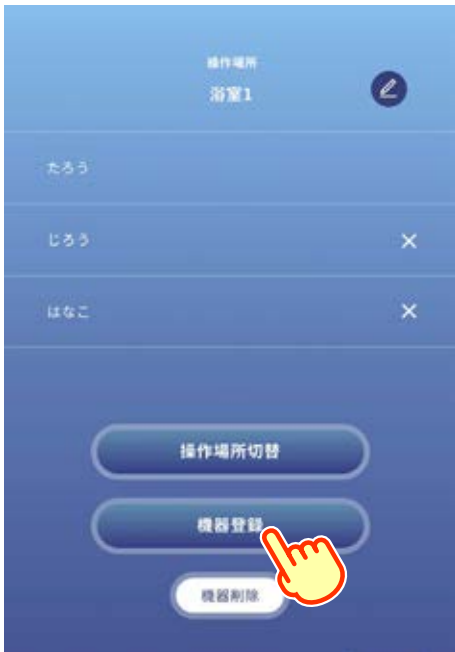 操作場所
浴室1
たろう
じろう
はなこ
操作場所切替
機器登録
機器削除